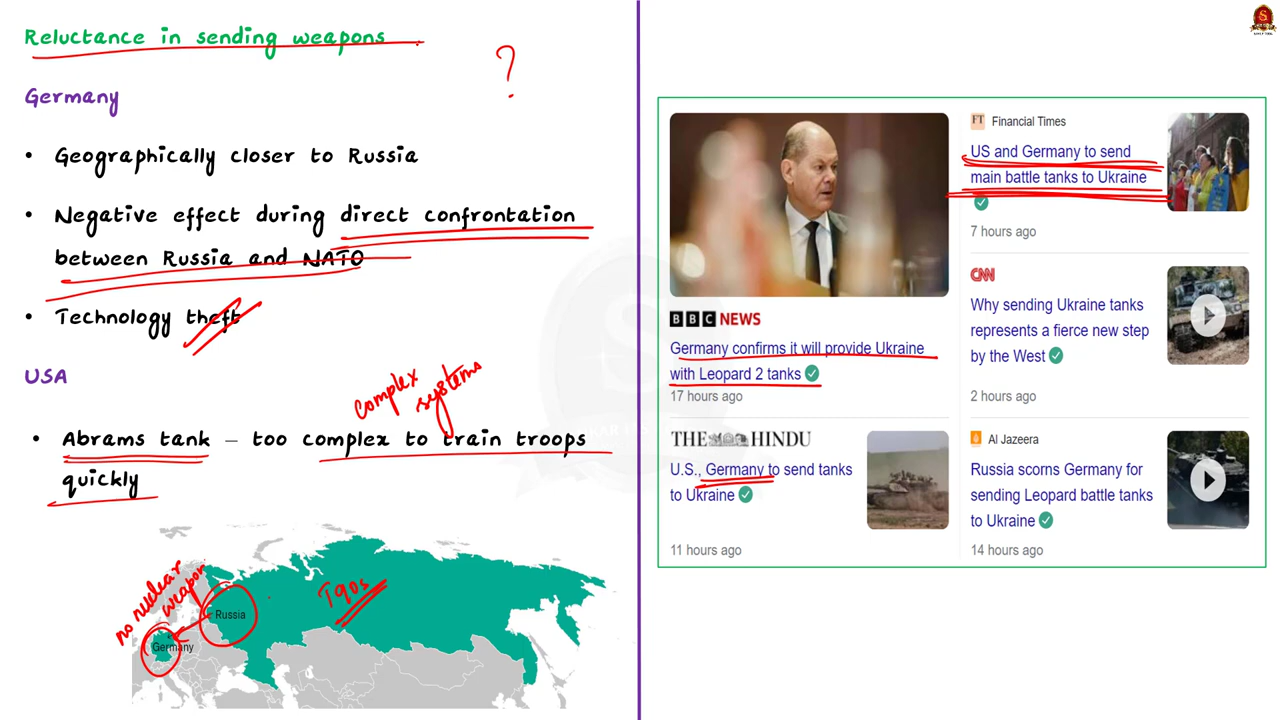 Reluctance in sending weapons
?
Germany
• Geographically closer to Russia
• Negative effect during direct confrontation
between Russia and NATO
• Technology theft
USA
complex
systems
• Abrams tank – too complex to train troops
quickly
no nuclear
weapon
Russia
T90s
Germany
BBC NEWS
Germany confirms it will provide Ukraine
with Leopard 2 tanks
17 hours ago
THE HINDU
U.S., Germany to send tanks
to Ukraine
11 hours ago
FT Financial Times
US and Germany to send
main battle tanks to Ukraine
7 hours ago
CNN
Why sending Ukraine tanks
represents a fierce new step
by the West
2 hours ago
Al Jazeera
Russia scorns Germany for
sending Leopard battle tanks
to Ukraine
14 hours ago